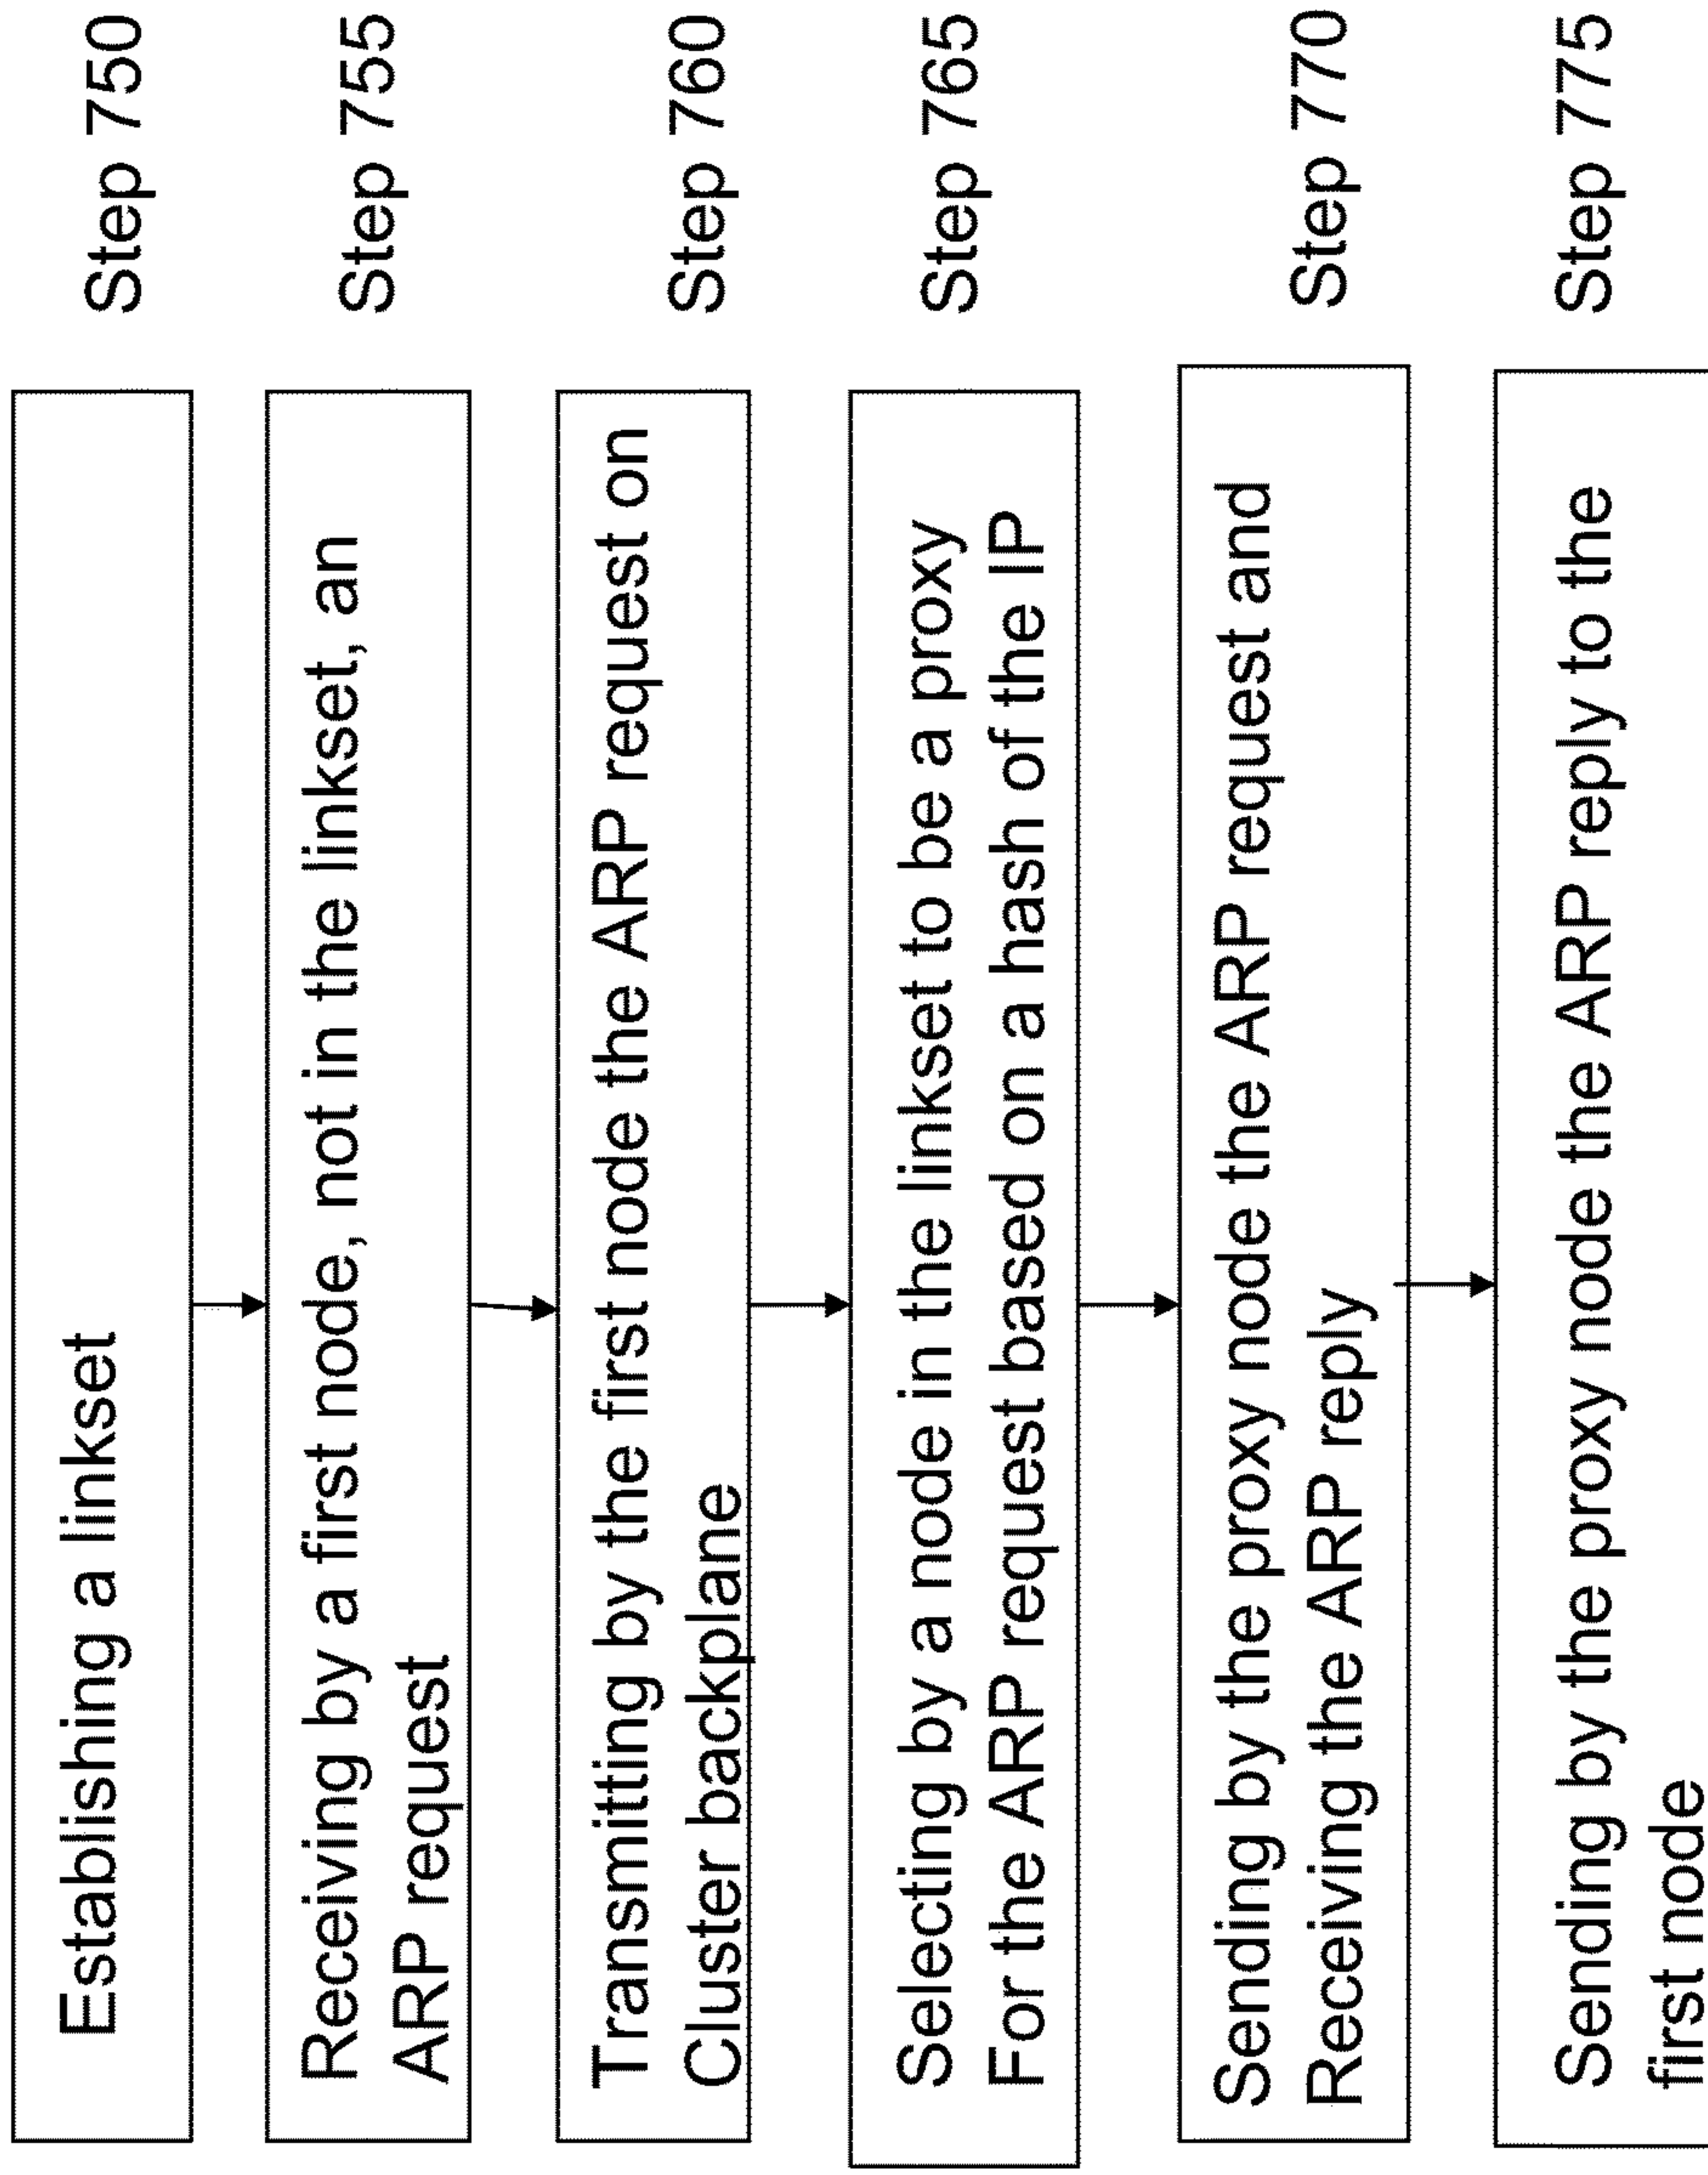 Establishing a linkset
Step 750
Receiving by a first node, not in the linkset, an
ARP request
Step 755
Transmitting by the first node the ARP request on
Cluster backplane
Step 760
Selecting by a node in the linkset to be a proxy
For the ARP request based on a hash of the IP
Step 765
Sending by the proxy node the ARP request and
Receiving the ARP reply
Step 770
Sending by the proxy node the ARP reply to the
first node
Step 775